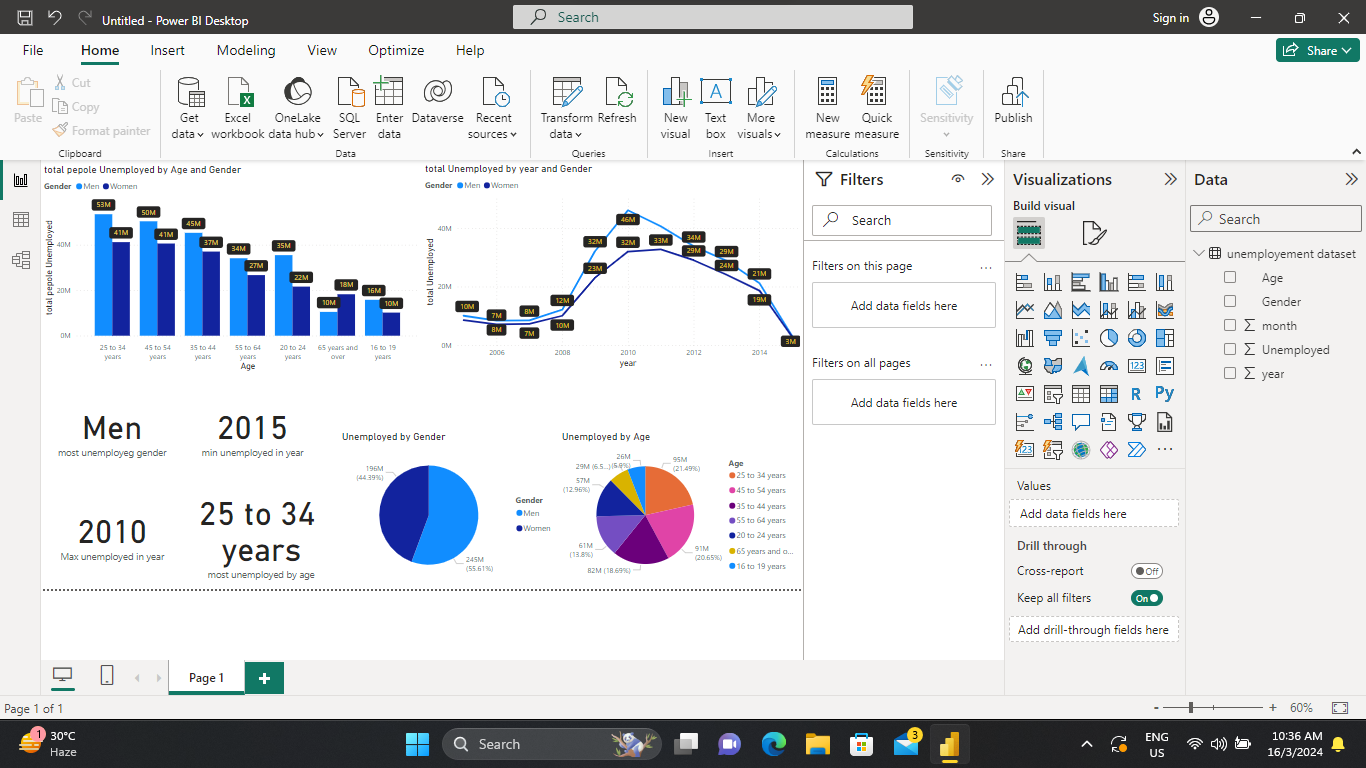 Untitled - Power BI Desktop
Search
Sign in
File
Home
Insert
Modeling
View
Optimize
Help
Share
Paste
Cut
Copy
Format painter
Clipboard
Get data
Excel workbook
OneLake data hub
SQL Server
Enter data
Dataverse
Recent sources
Data
Transform data
Refresh
Queries
New visual
Text box
More visuals
Insert
New measure
Quick measure
Calculations
Sensitivity
Sensitivity
Publish
Share
total pepole Unemployed by Age and Gender
Gender Men Women
total pepole Unemployed
40M
20M
0M
53M
41M
50M
41M
45M
37M
34M
27M
35M
22M
10M
18M
16M
10M
25 to 34 years
45 to 54 years
35 to 44 years
55 to 64 years
20 to 24 years
65 years and over
16 to 19 years
Age
total Unemployed by year and Gender
Gender Men Women
total Unemployed
40M
20M
0M
10M
7M
8M
8M
7M
12M
10M
32M
23M
46M
32M
33M
34M
29M
29M
24M
21M
19M
3M
2006
2008
2010
2012
2014
year
Men
most unemployeg gender
2015
min unemployed in year
2010
Max unemployed in year
25 to 34 years
most unemployed by age
Unemployed by Gender
196M (44.39%)
245M (55.61%)
Gender
Men
Women
Unemployed by Age
26M (5.9%)
29M (6.5...)
57M (12.96%)
61M (13.8%)
82M (18.69%)
91M (20.65%)
95M (21.49%)
Age
25 to 34 years
45 to 54 years
35 to 44 years
55 to 64 years
20 to 24 years
65 years and o...
16 to 19 years
Filters
Search
Filters on this page
...
Add data fields here
Filters on all pages
...
Add data fields here
Visualizations
Build visual
123
R
Py
123
...
Values
Add data fields here
Drill through
Cross-report
Off
Keep all filters
On
Add drill-through fields here
Data
Search
unemployement dataset
Age
Gender
month
Unemployed
year
Page 1
Page 1 of 1
- + 60%
1
30°C
Haze
Search
3
ENG
US
10:36 AM
16/3/2024